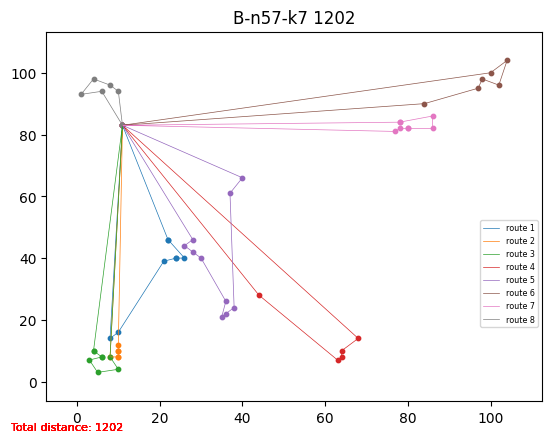 B-n57-k7 1202
100
80
60
40
20
0
0 20 40 60 80 100
route 1
route 2
route 3
route 4
route 5
route 6
route 7
route 8
Total distance: 1202